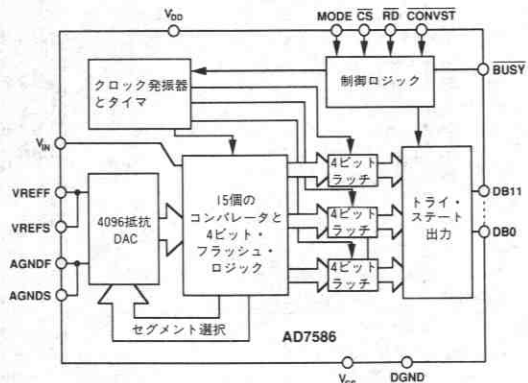 VDD
MODE CS RD CONVST
クロック発振器
とタイマ
制御ロジック
BUSY
VIN
4ビット
ラッチ
15個の
コンパレータと
4ビット・
フラッシュ・
ロジック
トライ・
ステート
出力
VREFF
VREFS
4096抵抗
DAC
4ビット
ラッチ
DB11
DB0
AGNDF
AGNDS
4ビット
ラッチ
セグメント選択
AD7586
DGND